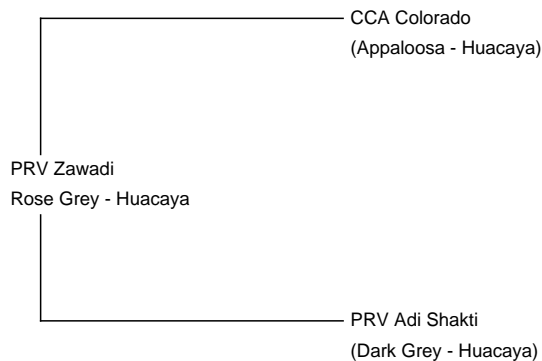 CCA Colorado
(Appaloosa - Huacaya)
PRV Zawadi
Rose Grey - Huacaya
PRV Adi Shakti
(Dark Grey - Huacaya)